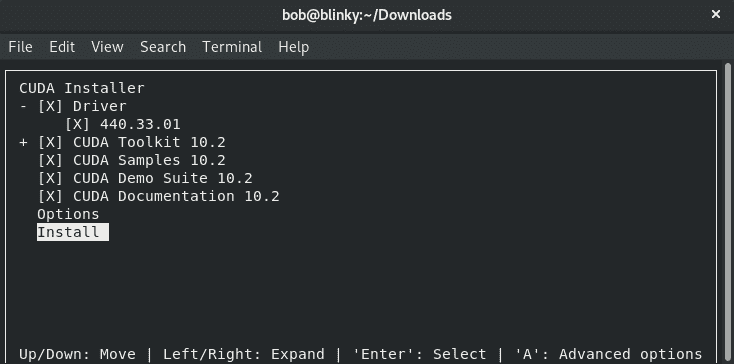 bob@blinky:~/Downloads ×
File Edit View Search Terminal Help
CUDA Installer
- [X] Driver
[X] 440.33.01
+ [X] CUDA Toolkit 10.2
[X] CUDA Samples 10.2
[X] CUDA Demo Suite 10.2
[X] CUDA Documentation 10.2
Options
Install
Up/Down: Move | Left/Right: Expand | 'Enter': Select | 'A': Advanced options